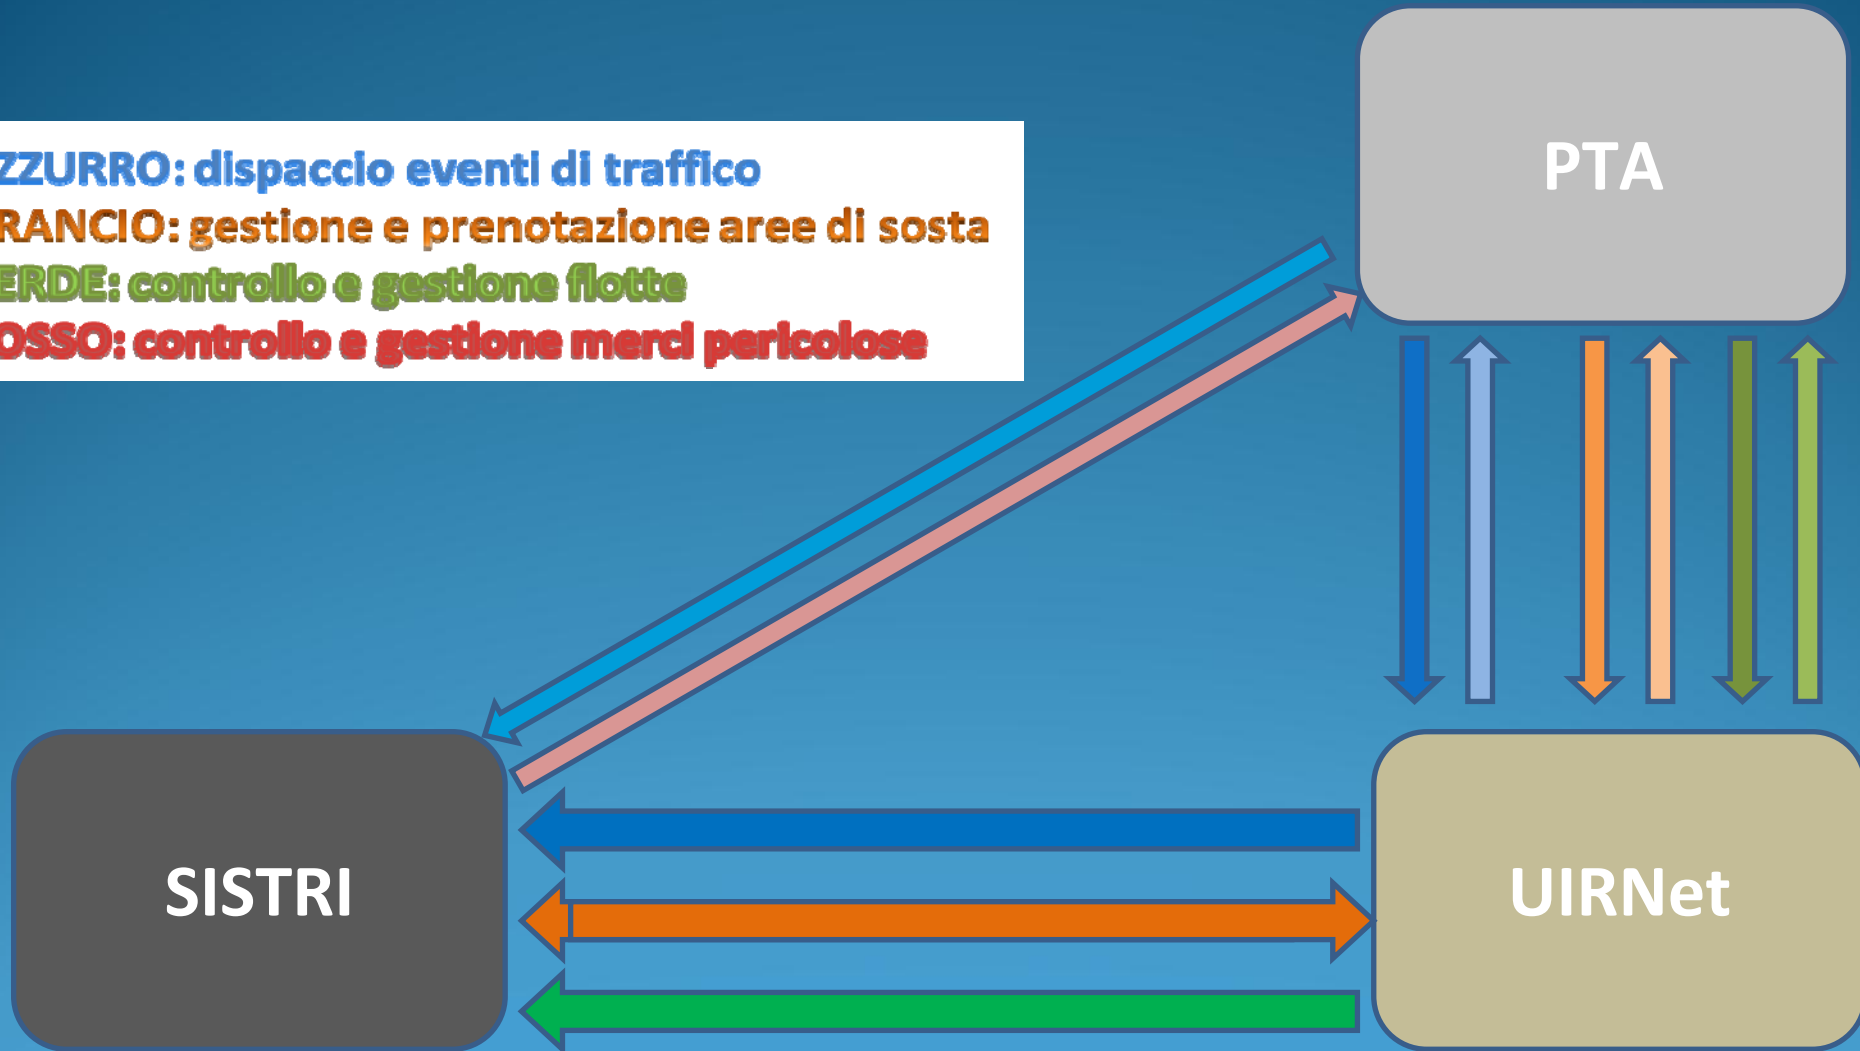 ZZURRO: dispaccio eventi di traffico
RANCIO: gestione e prenotazione aree di sosta
ERDE: controllo e gestione flotte
OSSO: controllo e gestione merci pericolose
PTA
SISTRI
UIRNet